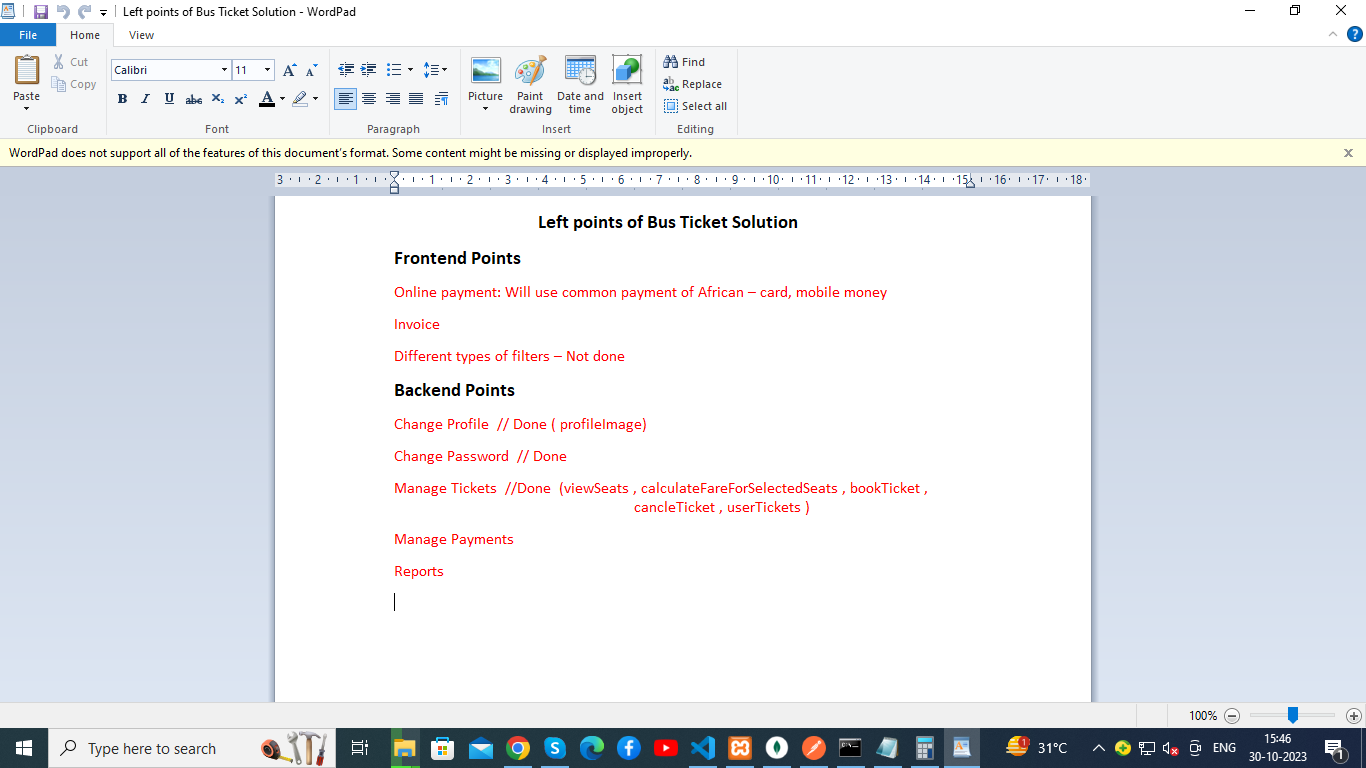 Left points of Bus Ticket Solution - WordPad
File Home View
Paste
Cut
Copy
Clipboard
Calibri 11
B I U abc X₂ X² A
Font
Paragraph
Picture
Paint drawing
Date and time
Insert object
Insert
Find
Replace
Select all
Editing
WordPad does not support all of the features of this document's format. Some content might be missing or displayed improperly.
3 2 1 1 2 3 4 5 6 7 8 9 10 11 12 13 14 15 16 17 18
Left points of Bus Ticket Solution
Frontend Points
Online payment: Will use common payment of African – card, mobile money
Invoice
Different types of filters – Not done
Backend Points
Change Profile // Done ( profileImage)
Change Password // Done
Manage Tickets //Done (viewSeats , calculateFareForSelectedSeats , bookTicket ,
cancleTicket , userTickets )
Manage Payments
Reports
100%
Type here to search
31°C
ENG
15:46
30-10-2023
1